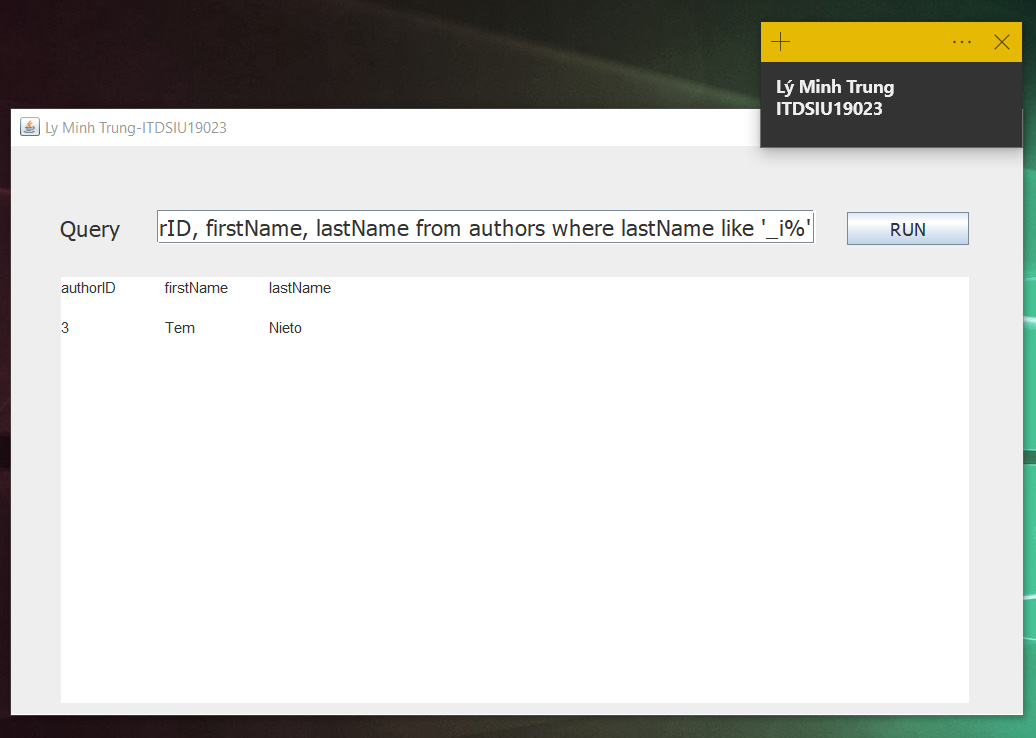 Lý Minh Trung
ITDSIU19023
Ly Minh Trung-ITDSIU19023
Query rID, firstName, lastName from authors where lastName like '_i%' RUN
authorID firstName lastName
3 Tem Nieto